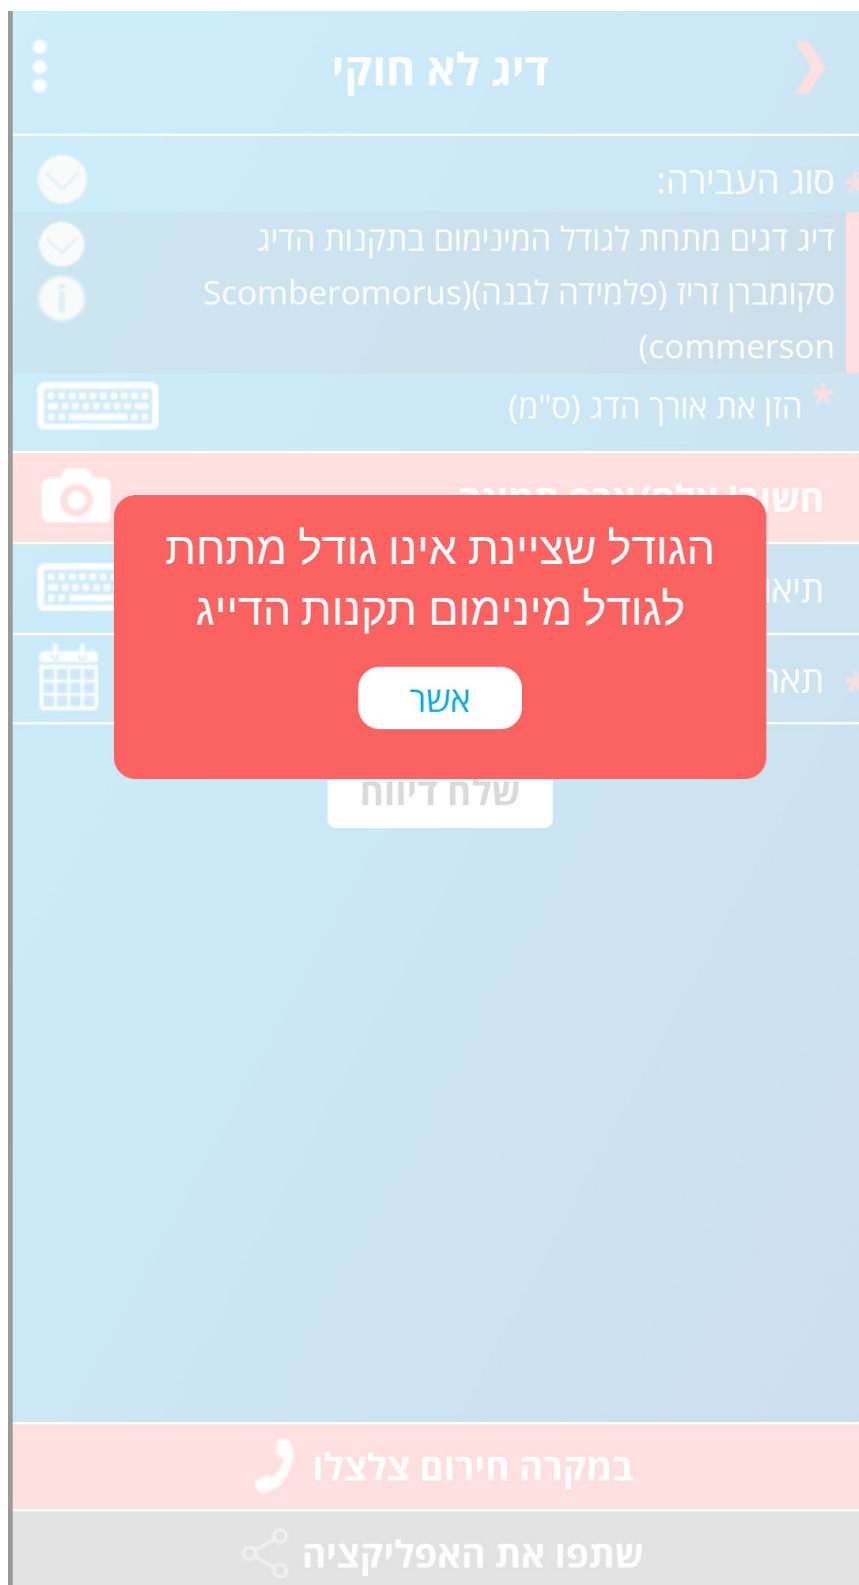 דיג לא חוקי
* סוג העבירה:
דיג דגים מתחת לגודל המינימום בתקנות הדיג
סקומברן זריז (פלמידה לבנה)(Scomberomorus
commerson)
* הזן את אורך הדג (ס"מ)
הגודל שציינת אינו גודל מתחת
לגודל מינימום תקנות הדייג
אשר
שלח דיווח
במקרה חירום צלצלו
שתפו את האפליקציה